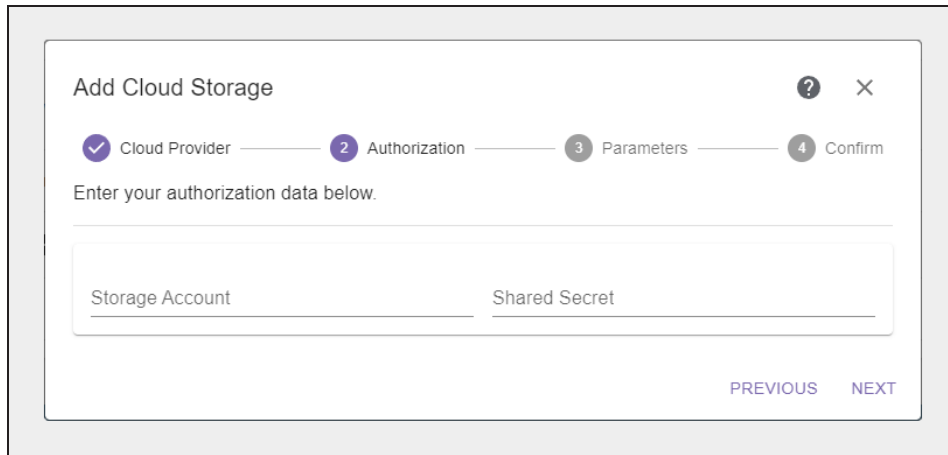 Add Cloud Storage ?
Cloud Provider 2 Authorization 3 Parameters 4 Confirm
Enter your authorization data below.
Storage Account Shared Secret
PREVIOUS NEXT